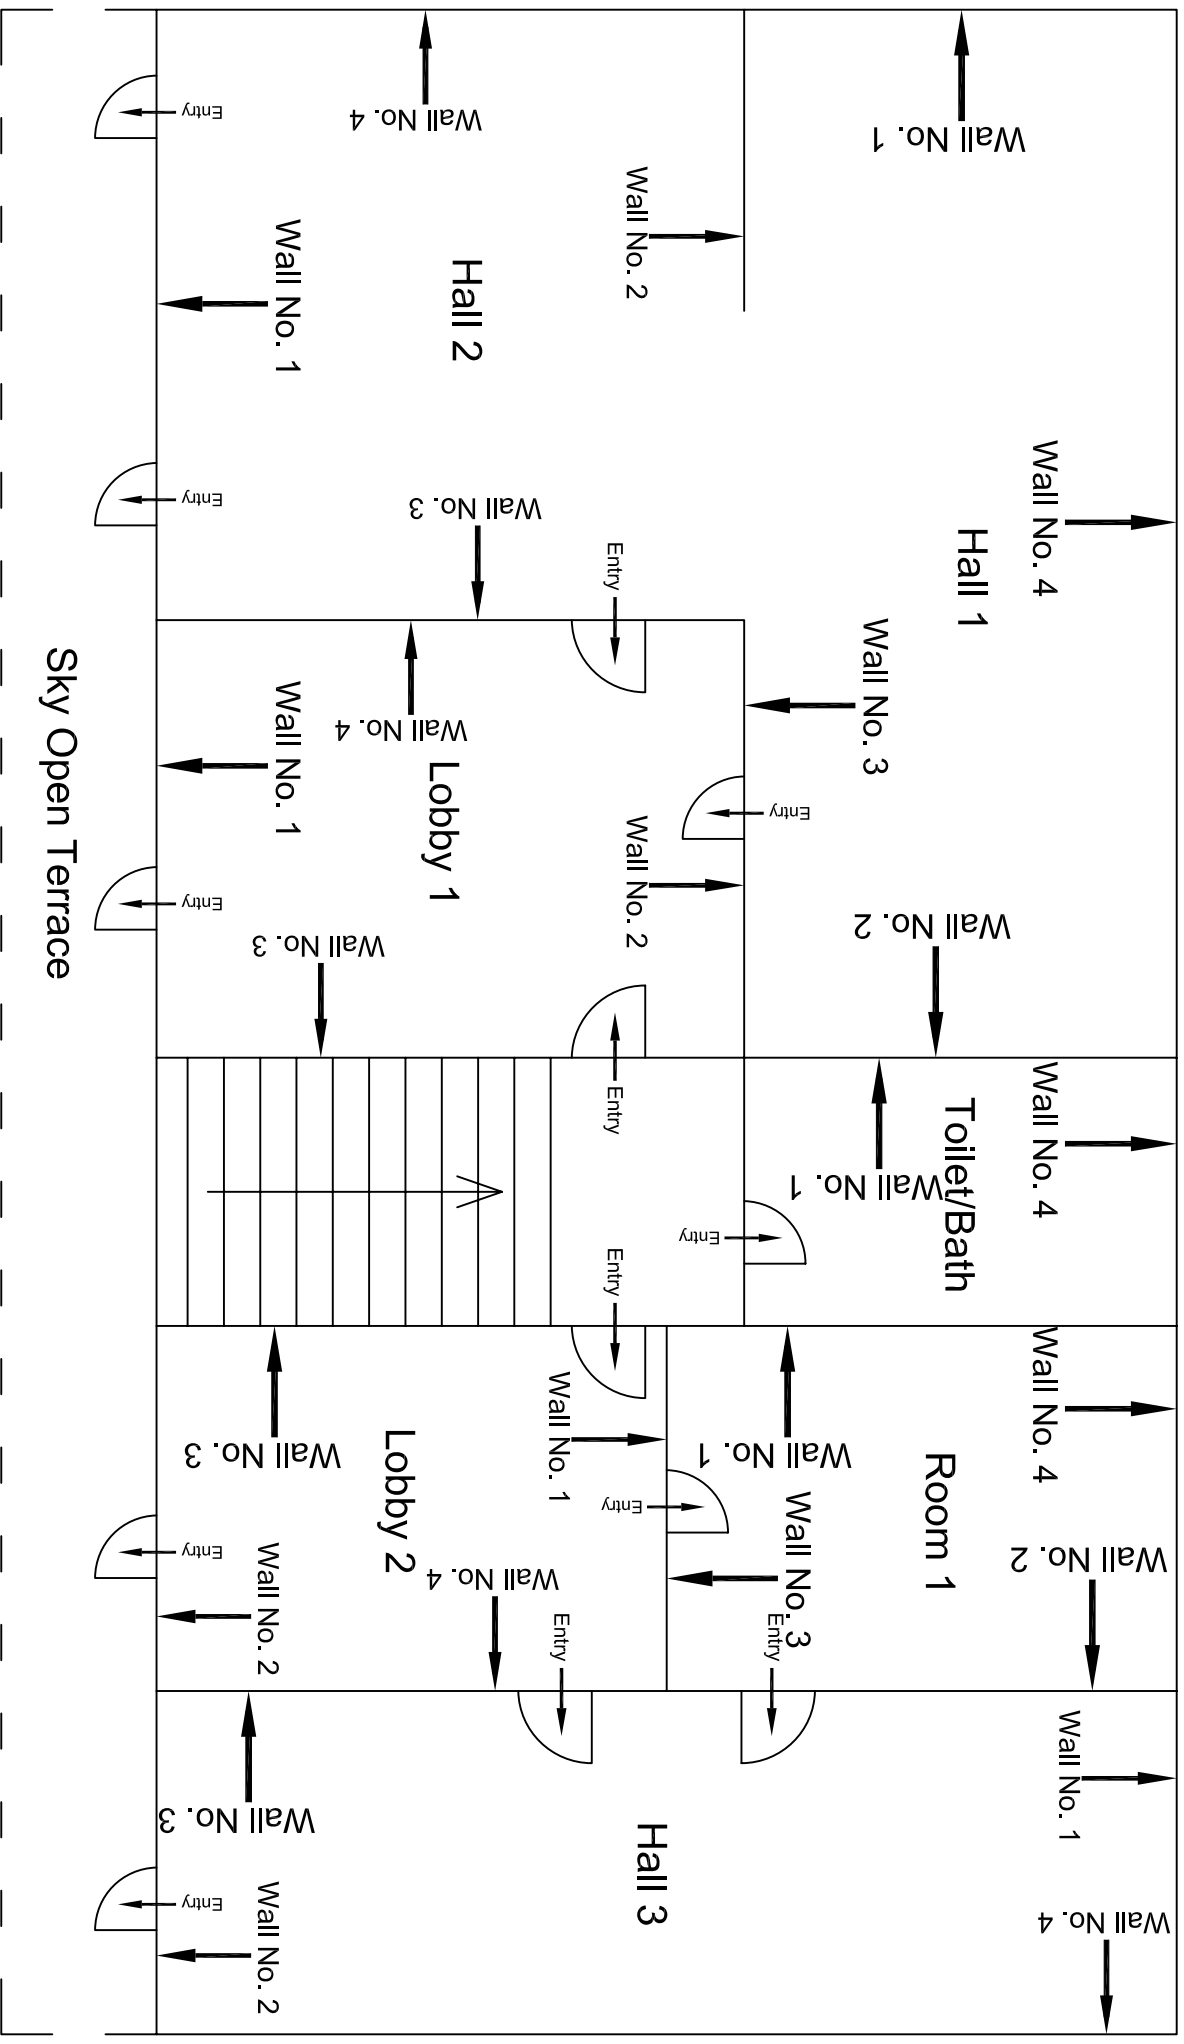 Wall No. 1
Wall No. 4
Entry
Wall No. 2
Hall 2
Wall No. 1
Wall No. 4
Hall 1
Wall No. 3
Entry
Entry
Wall No. 3
Sky Open Terrace
Wall No. 1
Wall No. 4
Lobby 1
Entry
Wall No. 2
Wall No. 2
Entry
Wall No. 3
Entry
Wall No. 4
Toilet/Bath
Wall No. 1
Entry
Entry
Wall No. 4
Wall No. 1
Room 1
Wall No. 3
Lobby 2
Wall No. 1
Entry
Wall No. 3
Wall No. 2
Entry
Wall No. 2
Wall No. 4
Entry
Entry
Wall No. 1
Wall No. 3
Hall 3
Wall No. 4
Entry
Wall No. 2